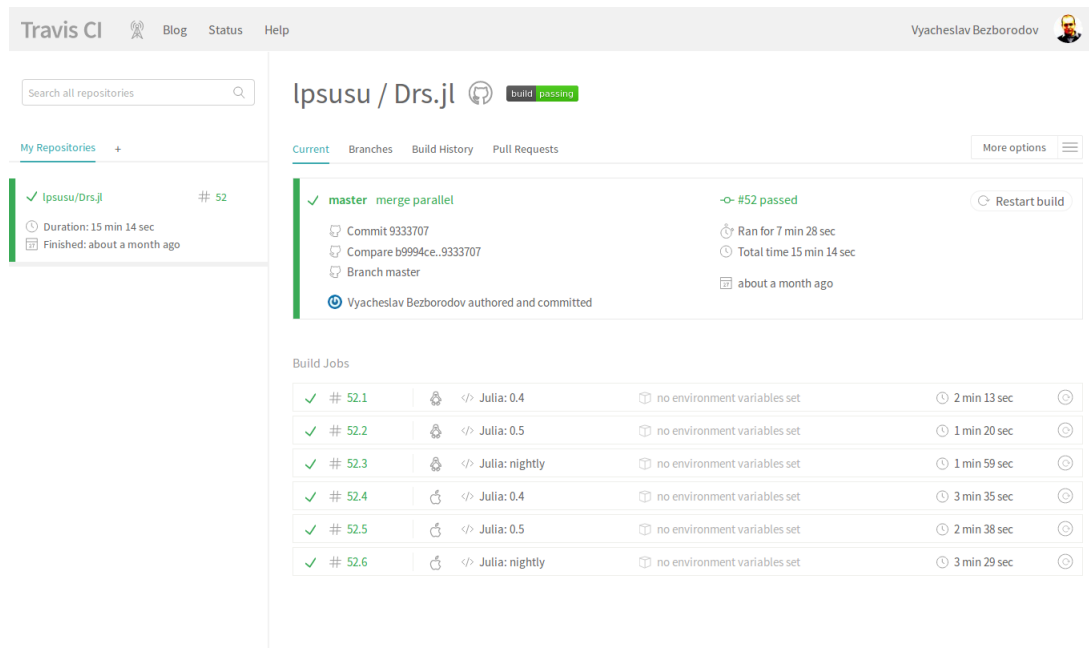 Travis CI Blog Status Help Vyacheslav Bezborodov
Search all repositories
My Repositories +
lpsusu/Drs.jl # 52
Duration: 15 min 14 sec
Finished: about a month ago
lpsusu / Drs.jl build passing
Current Branches Build History Pull Requests More options
master merge parallel #52 passed Restart build
Commit 9333707 Ran for 7 min 28 sec
Compare b9994ce..9333707 Total time 15 min 14 sec
Branch master about a month ago
Vyacheslav Bezborodov authored and committed
Build Jobs
# 52.1 </> Julia: 0.4 no environment variables set 2 min 13 sec
# 52.2 </> Julia: 0.5 no environment variables set 1 min 20 sec
# 52.3 </> Julia: nightly no environment variables set 1 min 59 sec
# 52.4 </> Julia: 0.4 no environment variables set 3 min 35 sec
# 52.5 </> Julia: 0.5 no environment variables set 2 min 38 sec
# 52.6 </> Julia: nightly no environment variables set 3 min 29 sec